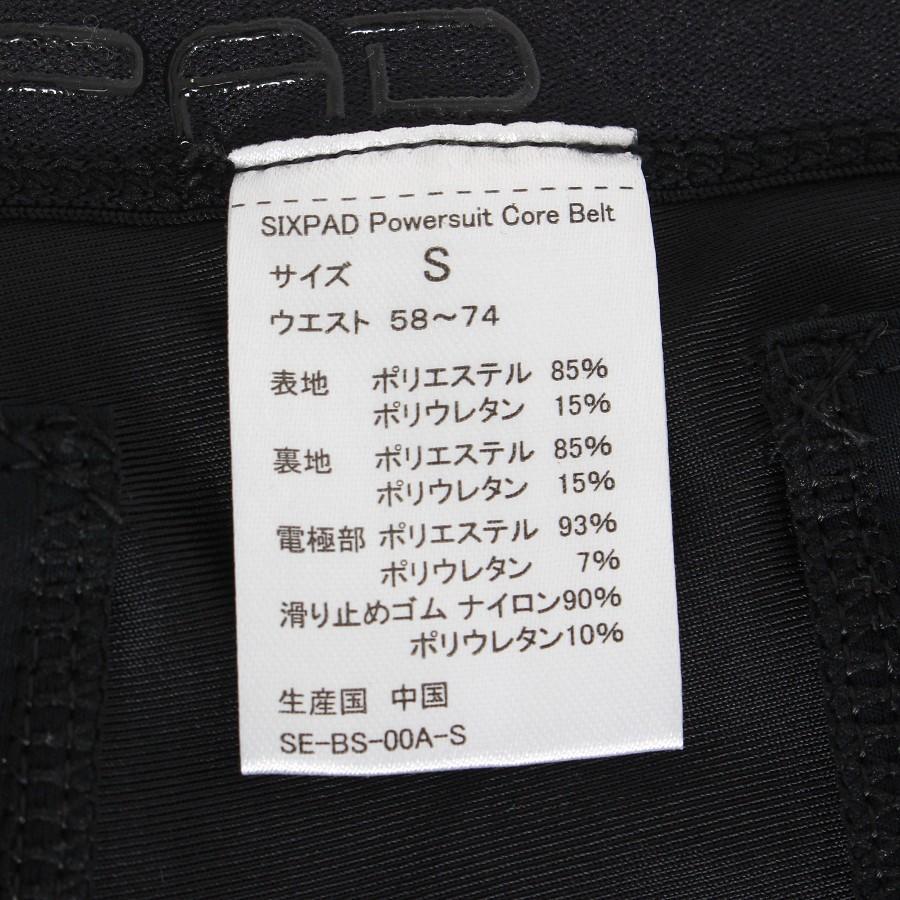 PAD
SIXPAD Powersuit Core Belt
サイズ S
ウエスト 58～74
表地 ポリエステル 85%
ポリウレタン 15%
裏地 ポリエステル 85%
ポリウレタン 15%
電極部 ポリエステル 93%
ポリウレタン 7%
滑り止めゴム ナイロン90%
ポリウレタン10%
生産国 中国
SE-BS-00A-S